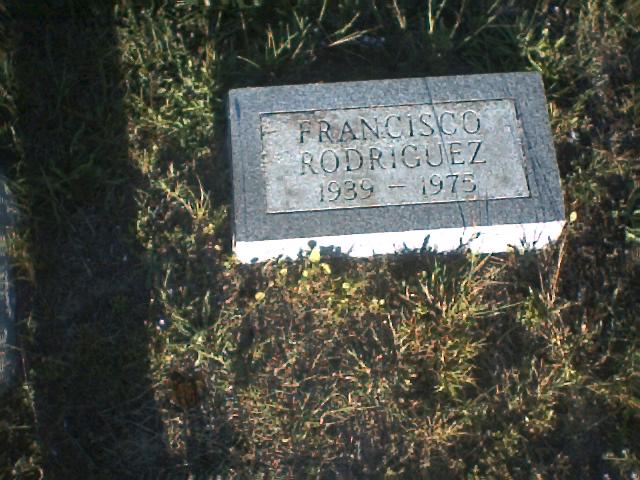 FRANCISCO
RODRIGUEZ
1939 – 1975